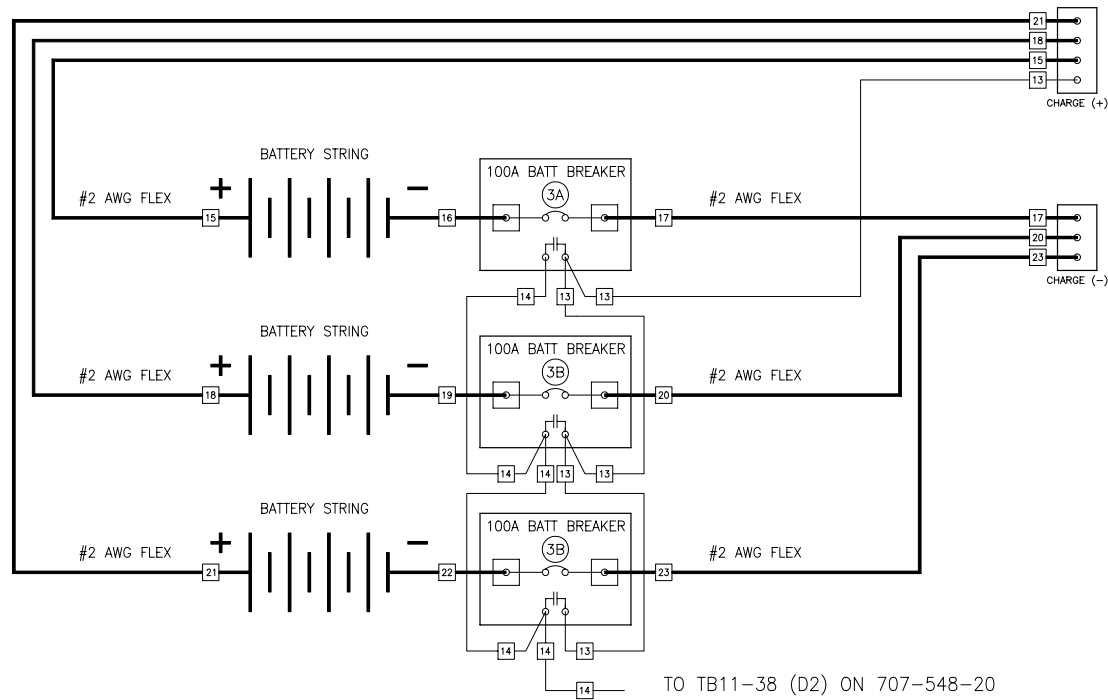 21
18
15
13
CHARGE (+)
BATTERY STRING
100A BATT BREAKER
#2 AWG FLEX
+
−
3A
#2 AWG FLEX
15
16
17
17
20
23
CHARGE (−)
14
13
13
BATTERY STRING
100A BATT BREAKER
#2 AWG FLEX
+
−
3B
#2 AWG FLEX
18
19
20
14
14
13
13
BATTERY STRING
100A BATT BREAKER
#2 AWG FLEX
+
−
3B
#2 AWG FLEX
21
22
23
14
14
13
14
TO TB11-38 (D2) ON 707-548-20